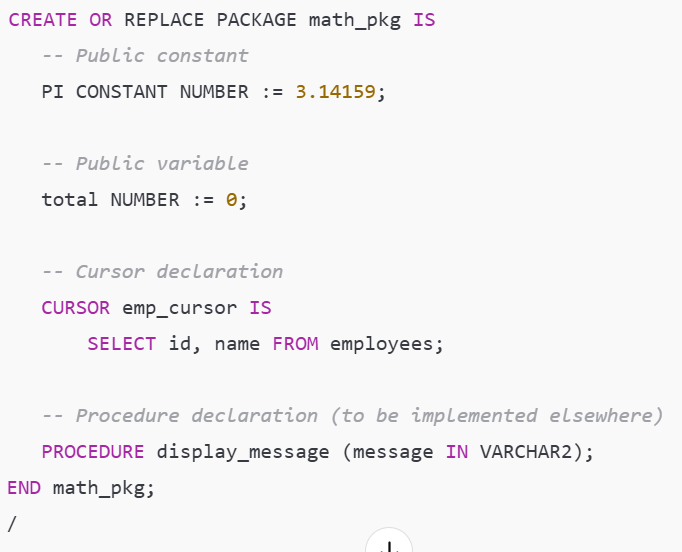 CREATE OR REPLACE PACKAGE math_pkg IS
-- Public constant
PI CONSTANT NUMBER := 3.14159;
-- Public variable
total NUMBER := 0;
-- Cursor declaration
CURSOR emp_cursor IS
SELECT id, name FROM employees;
-- Procedure declaration (to be implemented elsewhere)
PROCEDURE display_message (message IN VARCHAR2);
END math_pkg;
/